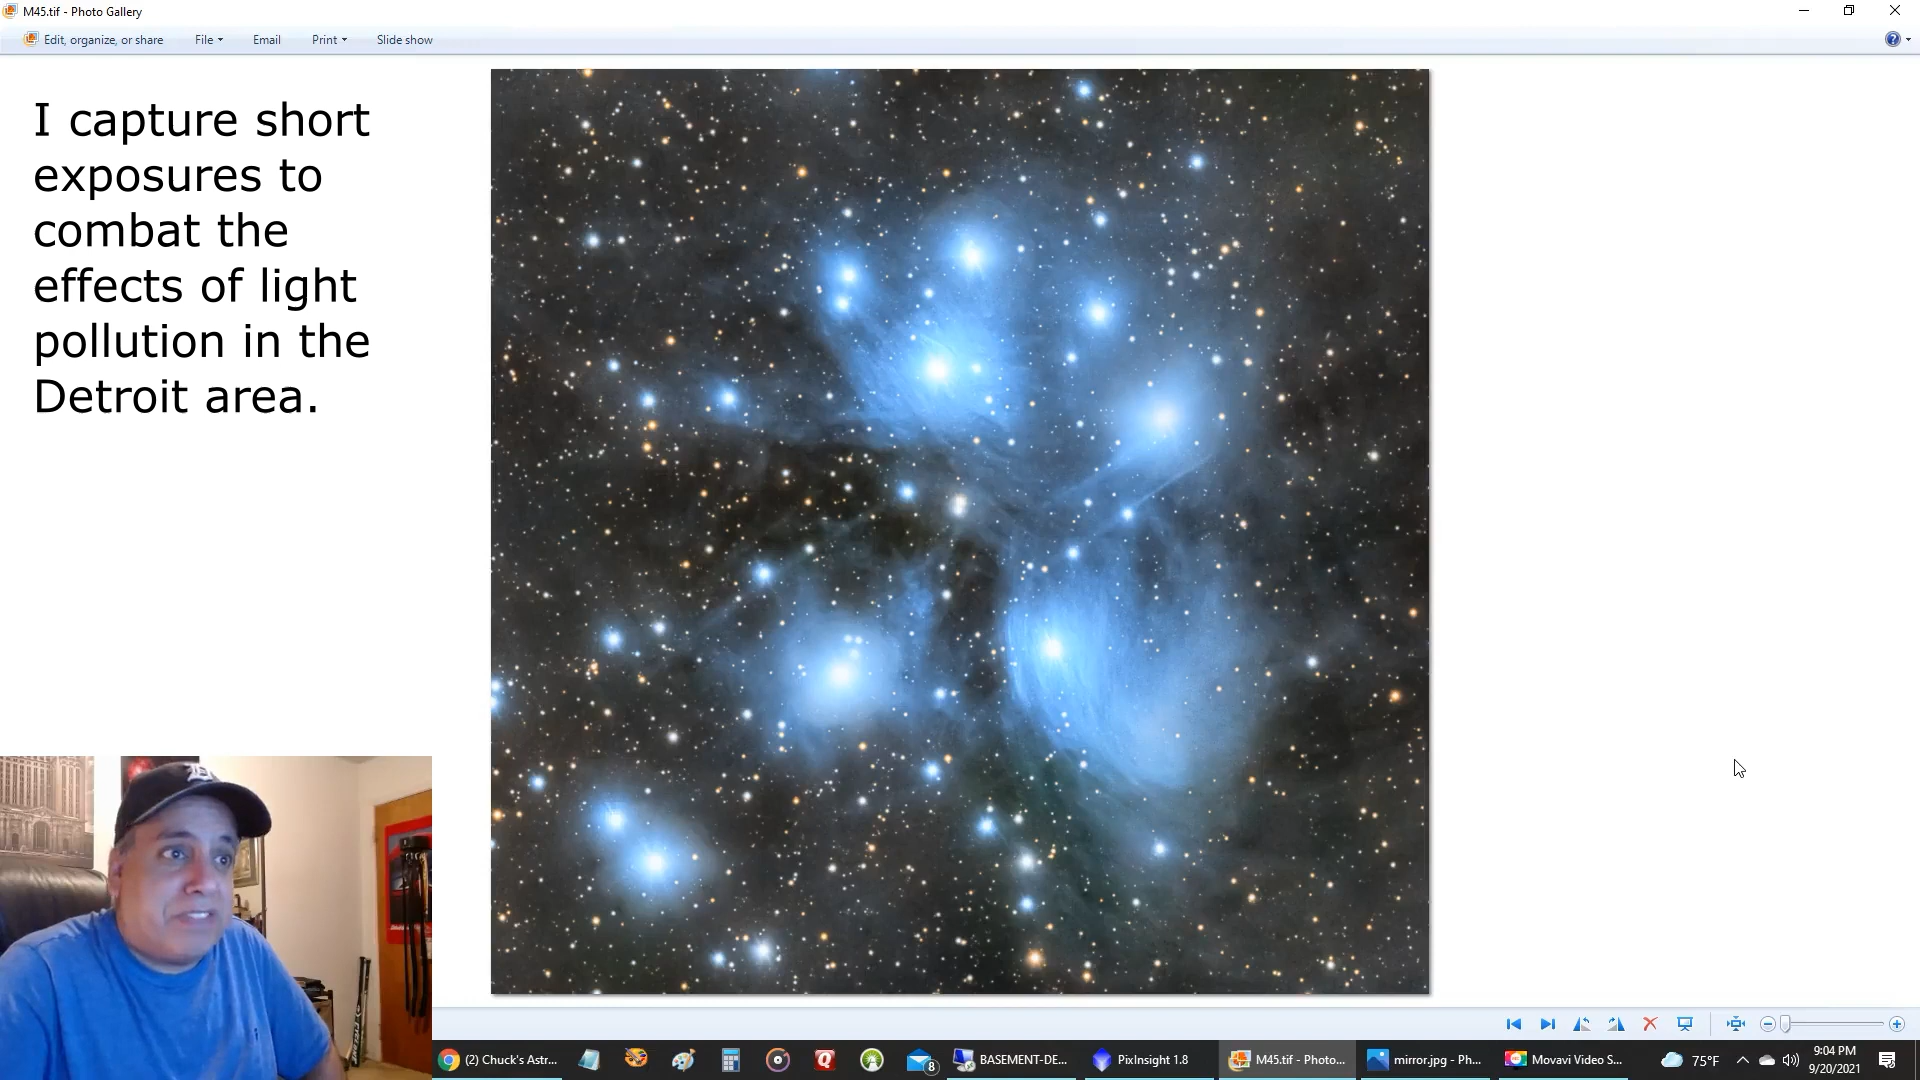 M45.tif - Photo Gallery
Edit, organize, or share File Email Print Slide show
I capture short
exposures to
combat the
effects of light
pollution in the
Detroit area.
(2) Chuck's Astr...
8
BASEMENT-DE...
PixInsight 1.8
M45.tif - Photo...
mirror.jpg - Ph...
Movavi Video S...
75°F
9:04 PM
9/20/2021